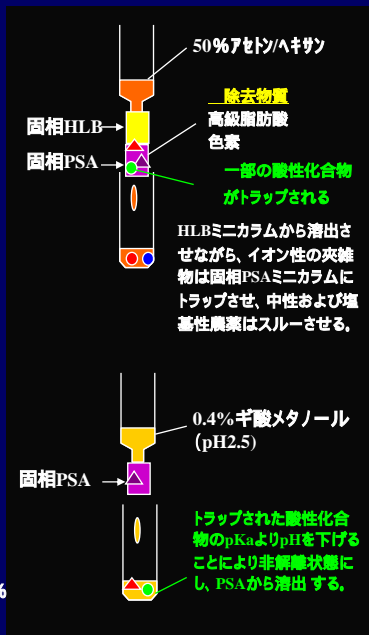 50%アセトン/ヘキサン
除去物質
固相HLB
高級脂肪酸
色素
固相PSA
一部の酸性化合物
がトラップされる
HLBミニカラムから溶出さ
せながら、イオン性の夾雑
物は固相PSAミニカラムに
トラップさせ、中性および塩
基性農薬はスルーさせる。
0.4%ギ酸メタノール
(pH2.5)
固相PSA
トラップされた酸性化合
物のpKaよりpHを下げる
ことにより非解離状態に
し、PSAから溶出 する。
%